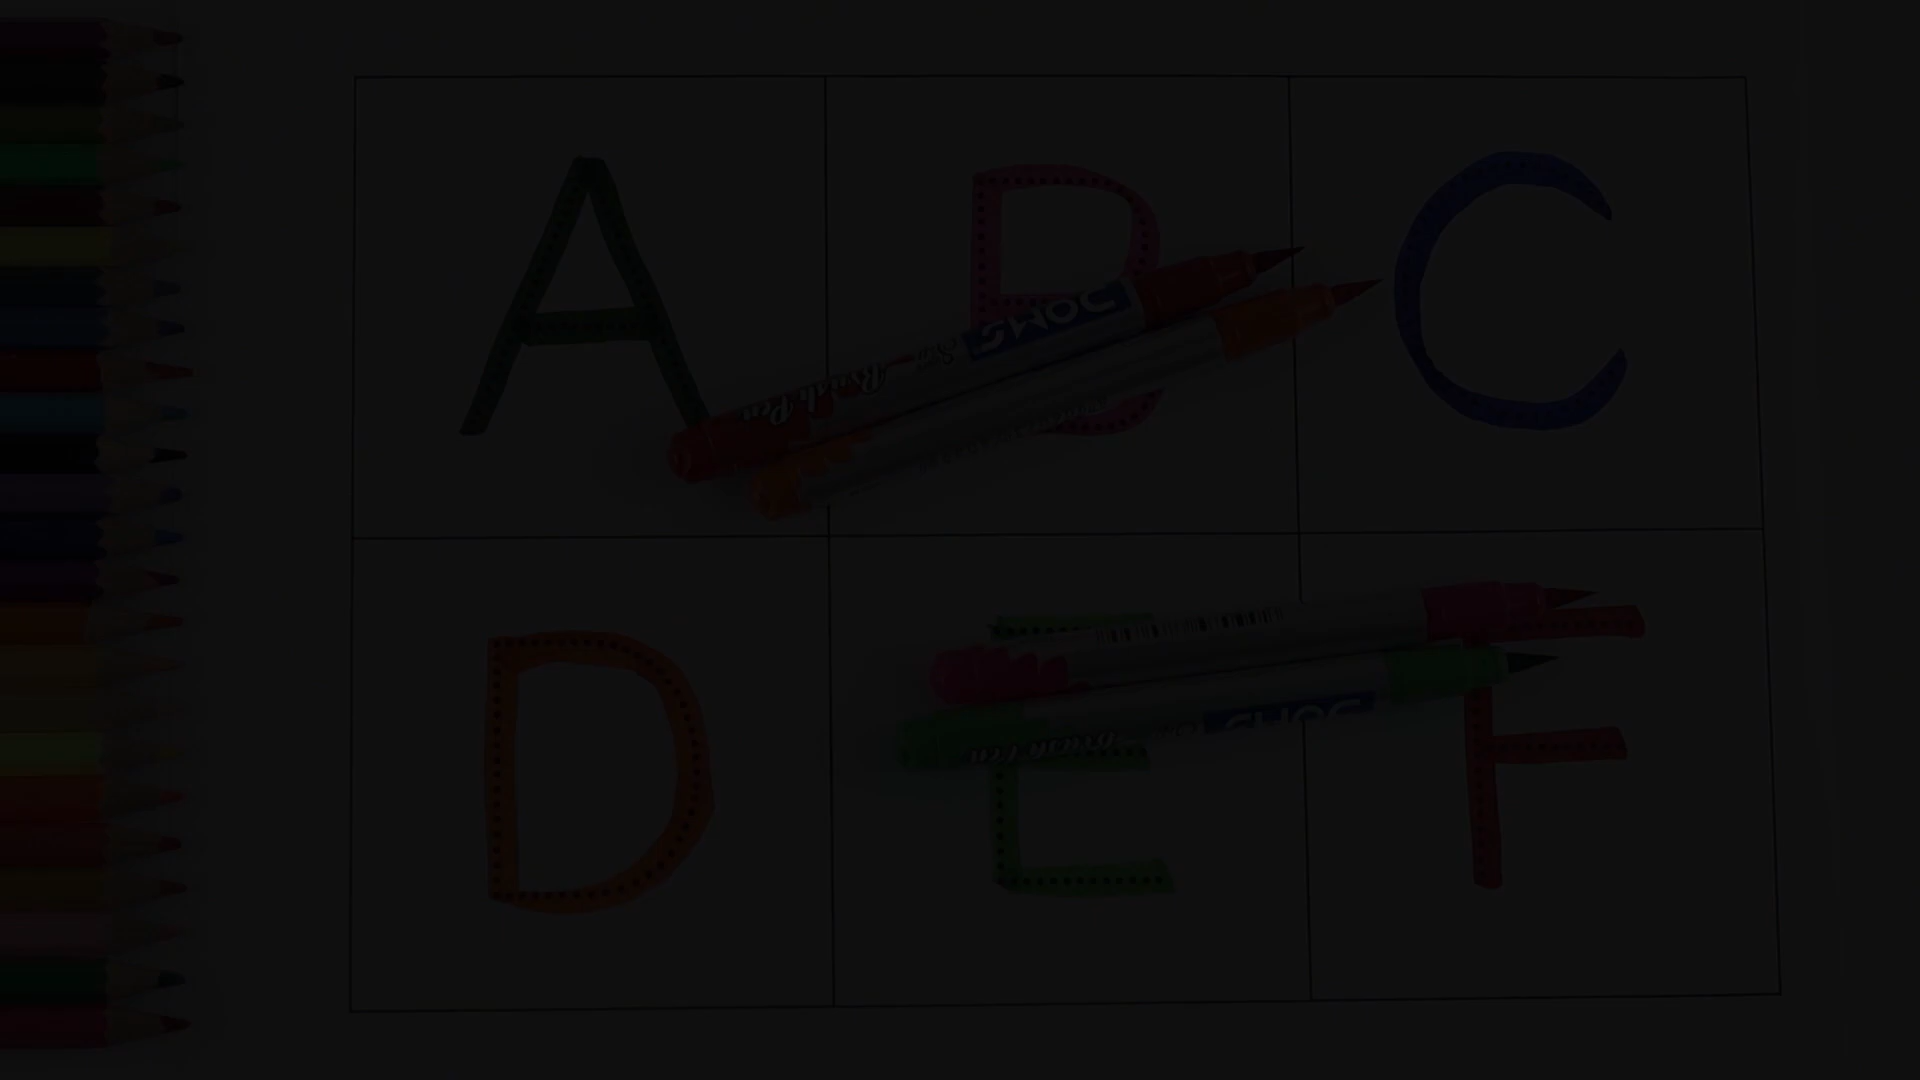 A B C
DOMS
Brush Pen
D E F
DOMS
Brush Pen